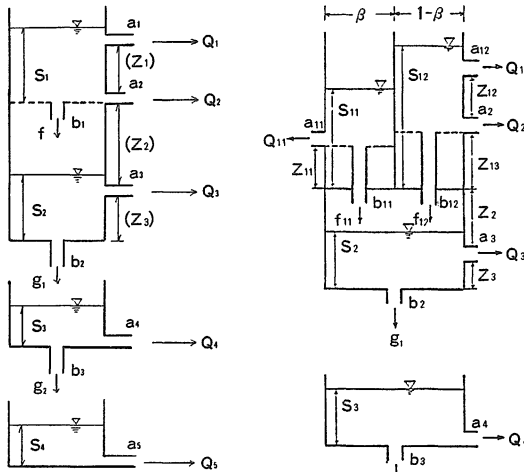 a₁
Q₁
(Z₁)
S₁
a₂
Q₂
b₁
f
(Z₂)
a₃
Q₃
S₂
(Z₃)
b₂
g₁
S₃
a₄
Q₄
b₃
g₂
S₄
a₅
Q₅
β
1-β
a₁₂
Q₁
S₁₂
Z₁₂
a₂
Q₂
S₁₁
a₁₁
Q₁₁
Z₁₁
Z₁₃
b₁₁
b₁₂
f₁₁
f₁₂
Z₂
S₂
a₃
Q₃
Z₃
b₂
g₁
S₃
a₄
b₃